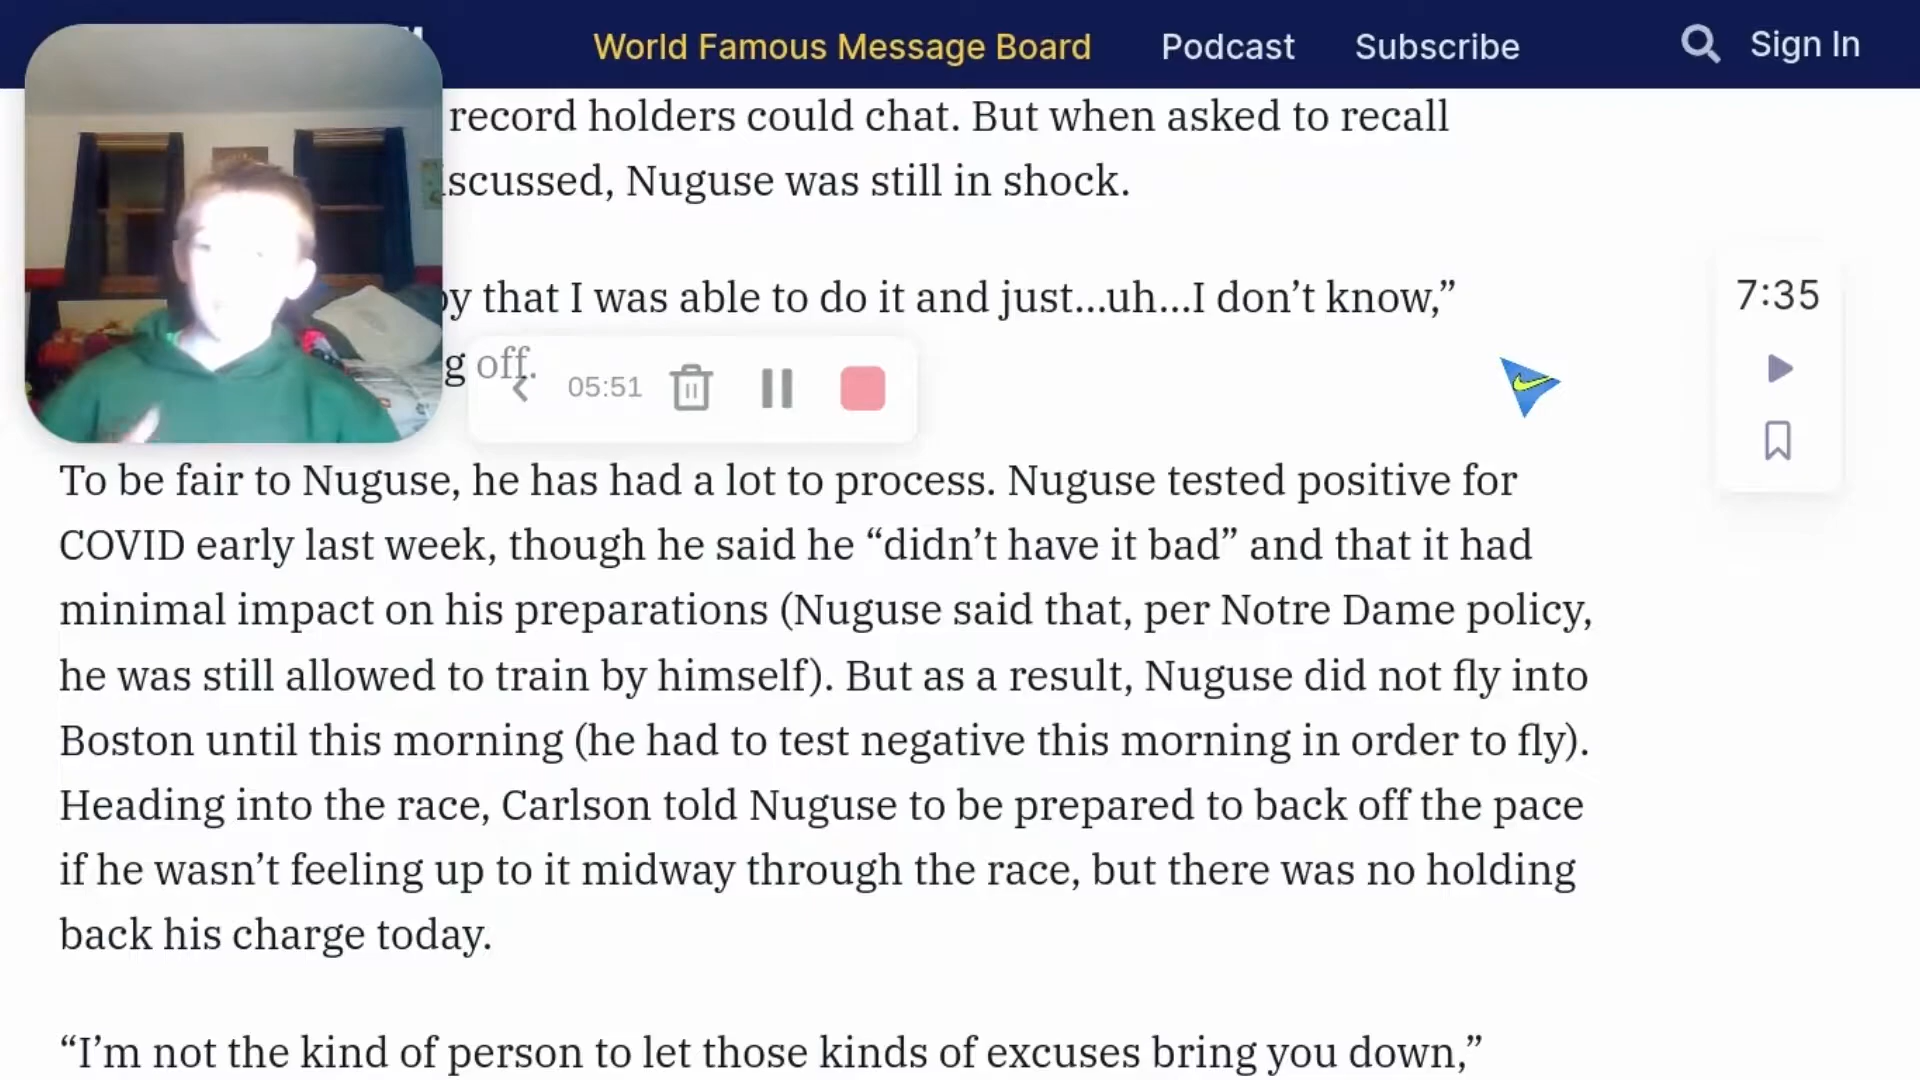 World Famous Message Board Podcast Subscribe Sign In
record holders could chat. But when asked to recall
scussed, Nuguse was still in shock.
y that I was able to do it and just...uh...I don’t know,”
7:35
g off.
05:51
To be fair to Nuguse, he has had a lot to process. Nuguse tested positive for
COVID early last week, though he said he “didn’t have it bad” and that it had
minimal impact on his preparations (Nuguse said that, per Notre Dame policy,
he was still allowed to train by himself). But as a result, Nuguse did not fly into
Boston until this morning (he had to test negative this morning in order to fly).
Heading into the race, Carlson told Nuguse to be prepared to back off the pace
if he wasn’t feeling up to it midway through the race, but there was no holding
back his charge today.
“I’m not the kind of person to let those kinds of excuses bring you down,”